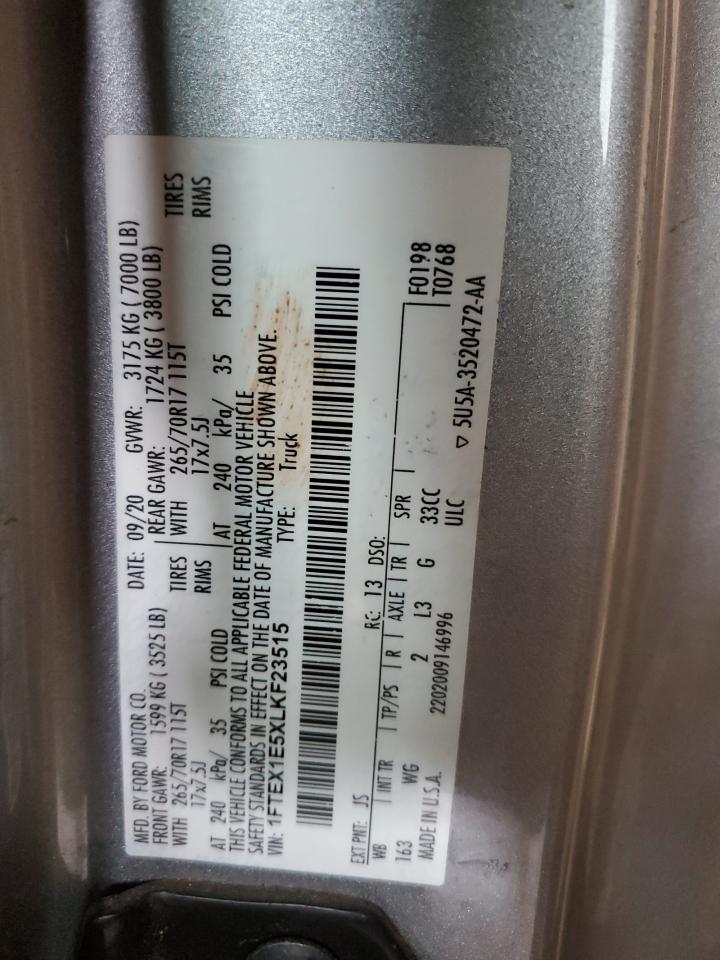 MFD. BY FORD MOTOR CO.
DATE: 09/20 GVWR: 3175 KG ( 7000 LB)
FRONT GAWR: 1599 KG ( 3525 LB) REAR GAWR: 1724 KG ( 3800 LB)
WITH 265/70R17 115T TIRES WITH 265/70R17 115T TIRES
17x7.5J RIMS 17x7.5J RIMS
AT 240 kPa/ 35 PSI COLD AT 240 kPa/ 35 PSI COLD
THIS VEHICLE CONFORMS TO ALL APPLICABLE FEDERAL MOTOR VEHICLE
SAFETY STANDARDS IN EFFECT ON THE DATE OF MANUFACTURE SHOWN ABOVE.
VIN: 1FTEX1E5XLKF23515 TYPE: Truck
EXT PNT: JS RC: 13 DSO:
WB INT TR TP/PS R AXLE TR SPR F0198
163 WG 2 L3 G 33CC T0768
MADE IN U.S.A. 2202009146996 ULC
▽ 5U5A-3520472-AA